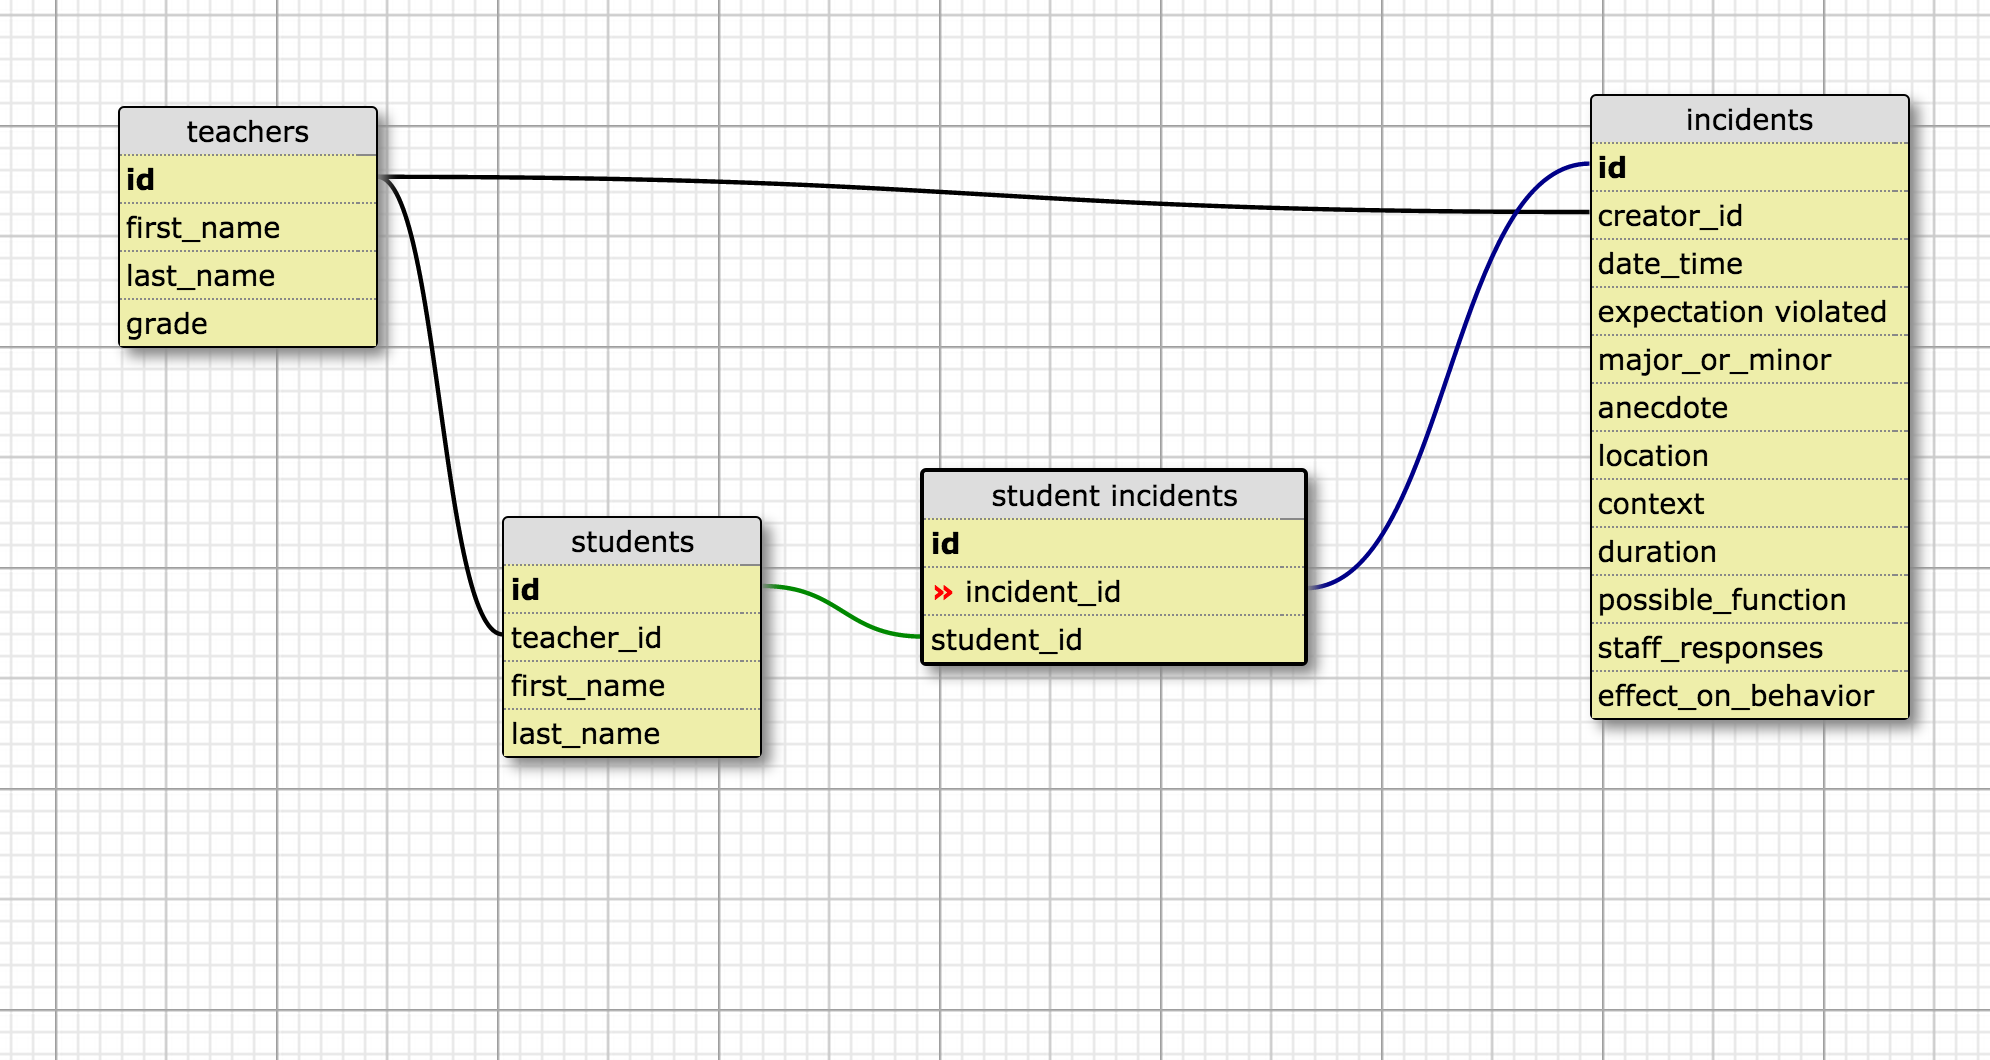 teachers
id
first_name
last_name
grade
students
id
teacher_id
first_name
last_name
student incidents
id
» incident_id
student_id
incidents
id
creator_id
date_time
expectation violated
major_or_minor
anecdote
location
context
duration
possible_function
staff_responses
effect_on_behavior